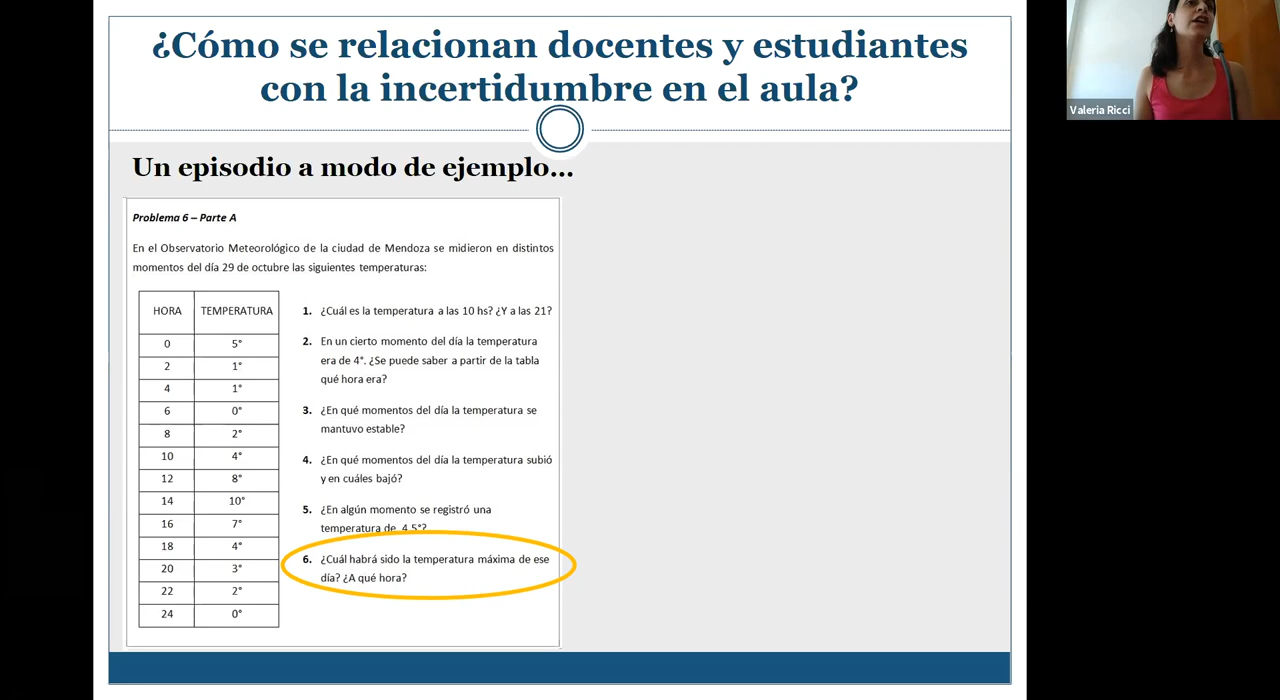 ¿Cómo se relacionan docentes y estudiantes
con la incertidumbre en el aula?
Valeria Ricci
Un episodio a modo de ejemplo...
Problema 6 – Parte A
En el Observatorio Meteorológico de la ciudad de Mendoza se midieron en distintos
momentos del día 29 de octubre las siguientes temperaturas:
HORA TEMPERATURA
0 5°
2 1°
4 1°
6 0°
8 2°
10 4°
12 8°
14 10°
16 7°
18 4°
20 3°
22 2°
24 0°
1. ¿Cuál es la temperatura a las 10 hs? ¿Y a las 21?
2. En un cierto momento del día la temperatura
era de 4°. ¿Se puede saber a partir de la tabla
qué hora era?
3. ¿En qué momentos del día la temperatura se
mantuvo estable?
4. ¿En qué momentos del día la temperatura subió
y en cuáles bajó?
5. ¿En algún momento se registró una
temperatura de 4,5°?
6. ¿Cuál habrá sido la temperatura máxima de ese
día? ¿A qué hora?